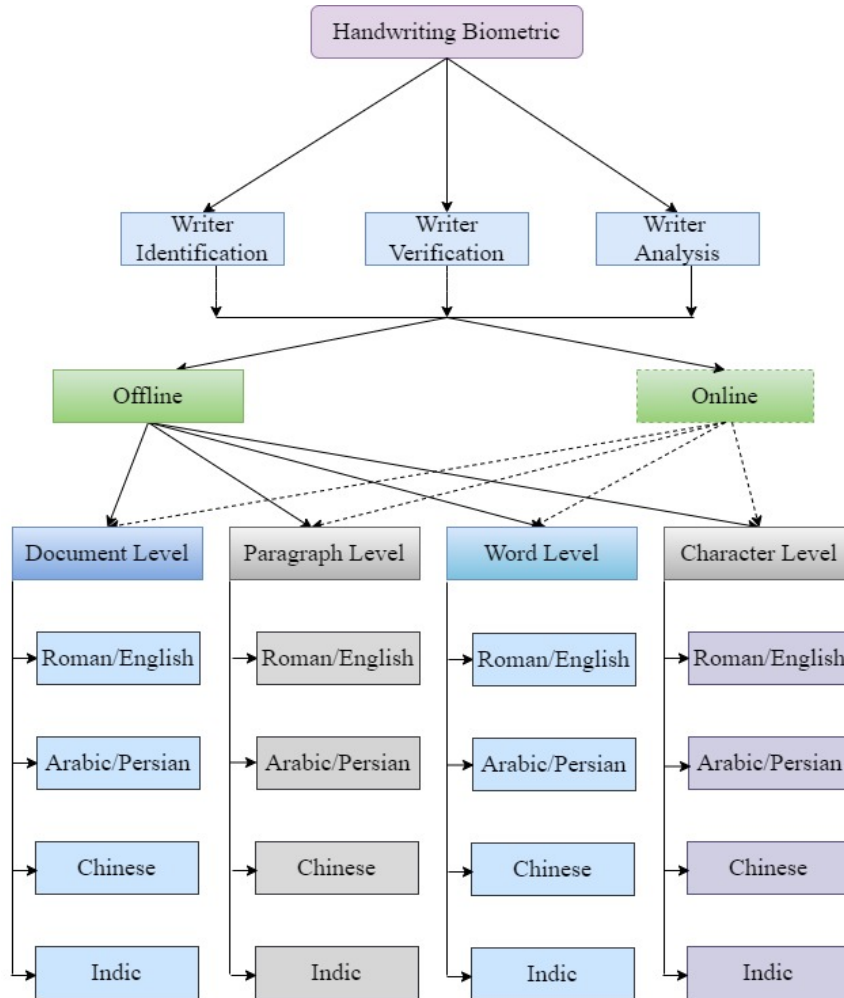 Handwriting Biometric
Writer
Identification
Writer
Verification
Writer
Analysis
Offline
Online
Document Level
Paragraph Level
Word Level
Character Level
Roman/English
Roman/English
Roman/English
Roman/English
Arabic/Persian
Arabic/Persian
Arabic/Persian
Arabic/Persian
Chinese
Chinese
Chinese
Chinese
Indic
Indic
Indic
Indic